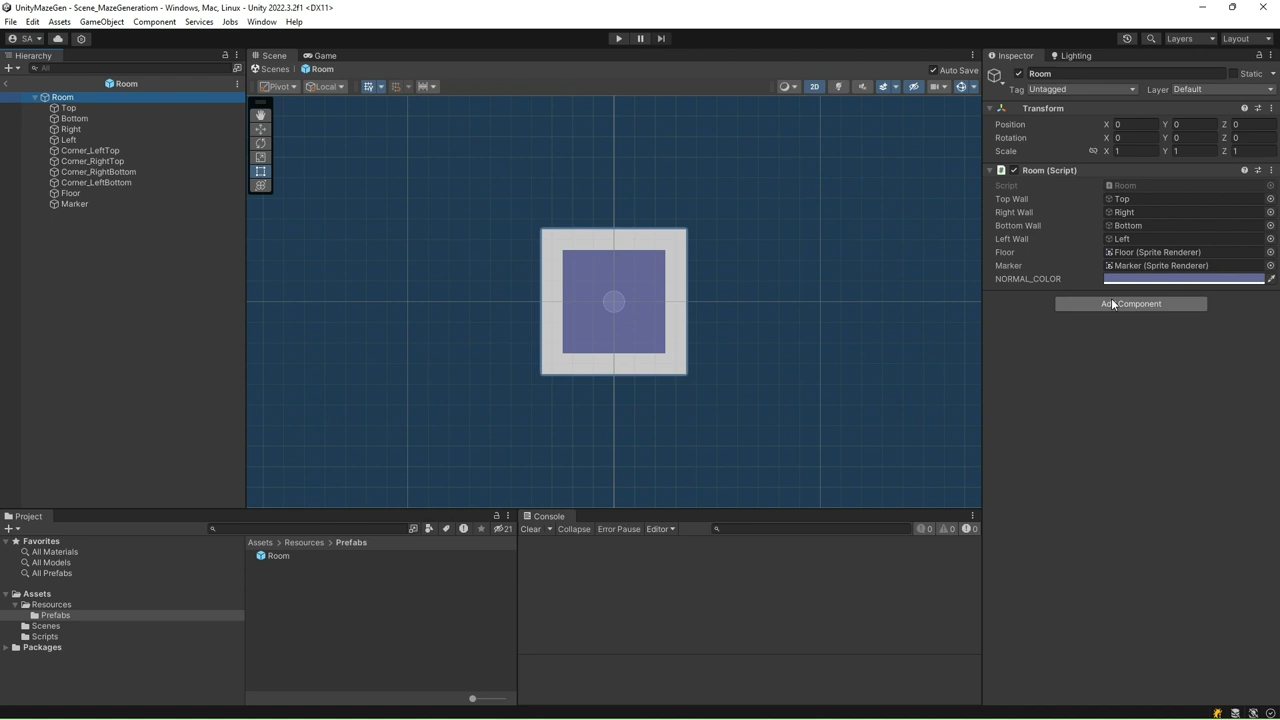 UnityMazeGen - Scene_MazeGenerationn - Windows, Mac, Linux - Unity 2022.3.2f1 <DX11>
File Edit Assets GameObject Component Services Jobs Window Help
SA Layers Layout
Hierarchy
All
Room
Room
Top
Bottom
Right
Left
Corner_LeftTop
Corner_RightTop
Corner_RightBottom
Corner_LeftBottom
Floor
Marker
Scene Game
Scenes Room Auto Save
Pivot Local 2D
Inspector Lighting
Room Static
Tag Untagged Layer Default
Transform
Position X 0 Y 0 Z 0
Rotation X 0 Y 0 Z 0
Scale X 1 Y 1 Z 1
Room (Script)
Script Room
Top Wall Top
Right Wall Right
Bottom Wall Bottom
Left Wall Left
Floor Floor (Sprite Renderer)
Marker Marker (Sprite Renderer)
NORMAL_COLOR
Add Component
Project
21
Favorites
All Materials
All Models
All Prefabs
Assets
Resources
Prefabs
Scenes
Scripts
Packages
Assets > Resources > Prefabs
Room
Console
Clear Collapse Error Pause Editor 0 0 0